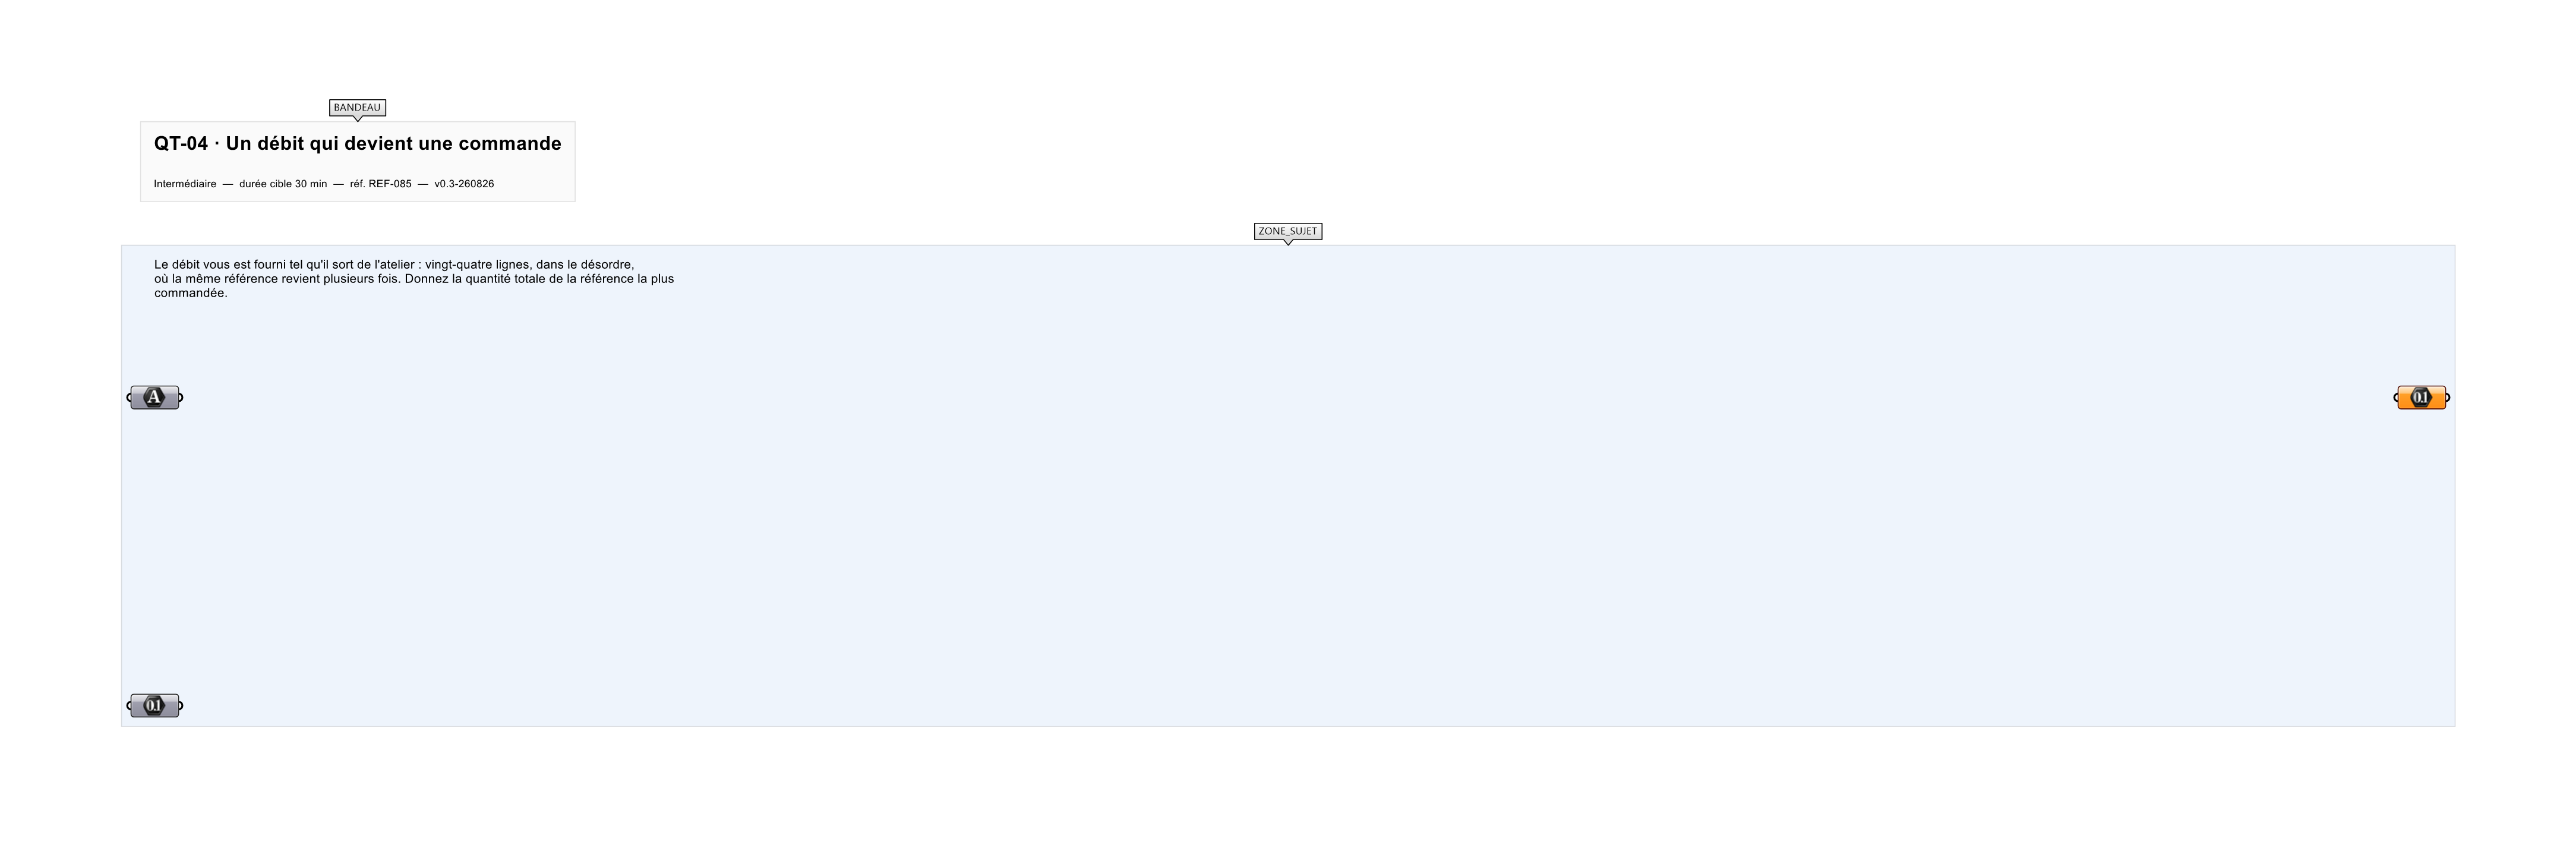 BANDEAU
QT-04 · Un débit qui devient une commande
Intermédiaire — durée cible 30 min — réf. REF-085 — v0.3-260826
ZONE_SUJET
Le débit vous est fourni tel qu'il sort de l'atelier : vingt-quatre lignes, dans le désordre,
où la même référence revient plusieurs fois. Donnez la quantité totale de la référence la plus
commandée.
A
0.1
0.1